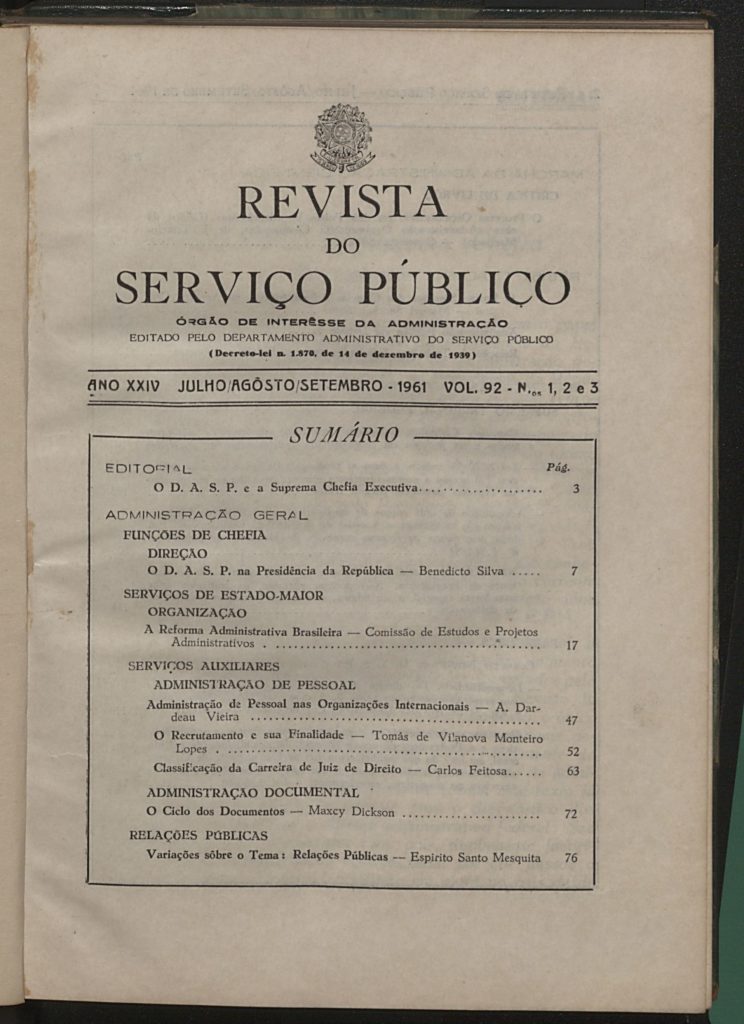 REVISTA
DO
SERVIÇO PÚBLICO
ÓRGÃO DE INTERÊSSE DA ADMINISTRAÇÃO
EDITADO PELO DEPARTAMENTO ADMINISTRATIVO DO SERVIÇO PÚBLICO
(Decreto-lei n. 1.870, de 14 de dezembro de 1939)
ANO XXIV JULHO/AGÔSTO/SETEMBRO - 1961 VOL. 92 - N.os 1, 2 e 3
SUMÁRIO
EDITORIAL Pág.
O D. A. S. P. e a Suprema Chefia Executiva.................... 3
ADMINISTRAÇÃO GERAL
FUNÇÕES DE CHEFIA
DIREÇÃO
O D. A. S. P. na Presidência da República — Benedicto Silva ..... 7
SERVIÇOS DE ESTADO-MAIOR
ORGANIZAÇÃO
A Reforma Administrativa Brasileira — Comissão de Estudos e Projetos
Administrativos ............................................. 17
SERVIÇOS AUXILIARES
ADMINISTRAÇÃO DE PESSOAL
Administração de Pessoal nas Organizações Internacionais — A. Dar-
deau Vieira ............................................. 47
O Recrutamento e sua Finalidade — Tomás de Vilanova Monteiro
Lopes .................................................. 52
Classificação da Carreira de Juiz de Direito — Carlos Feitosa...... 63
ADMINISTRAÇÃO DOCUMENTAL
O Ciclo dos Documentos — Maxcy Dickson ....................... 72
RELAÇÕES PÚBLICAS
Variações sôbre o Tema: Relações Públicas — Espirito Santo Mesquita 76